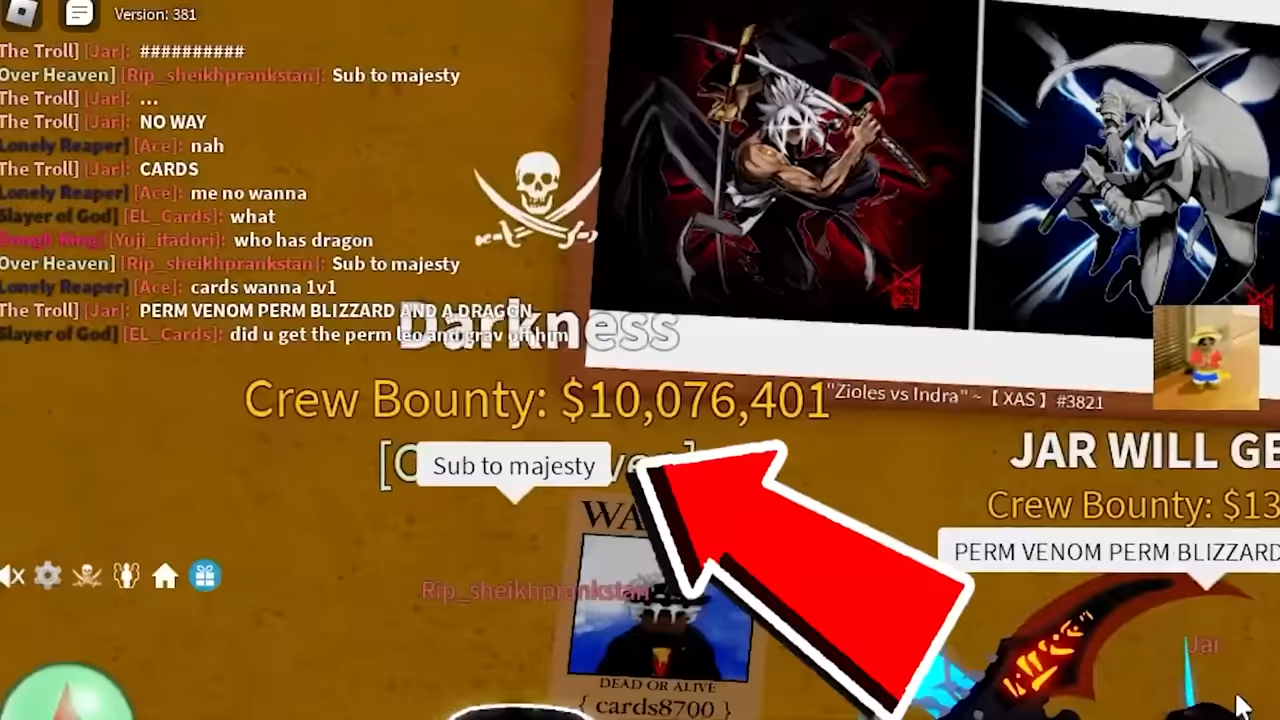 Version: 381
The Troll] [Jar]: ##########
Over Heaven] [Rip_sheikhprankstan]: Sub to majesty
The Troll] [Jar]: ...
The Troll] [Jar]: NO WAY
Lonely Reaper] [Ace]: nah
The Troll] [Jar]: CARDS
Lonely Reaper] [Ace]: me no wanna
Slayer of God] [EL_Cards]: what
[Yuji_itadori]: who has dragon
Over Heaven] [Rip_sheikhprankstan]: Sub to majesty
Lonely Reaper] [Ace]: cards wanna 1v1
The Troll] [Jar]: PERM VENOM PERM BLIZZARD AND A DRAGON
Slayer of God] [EL_Cards]: did u get the perm leo and grav off him
Darkness
Crew Bounty: $10,076,401
"Zioles vs Indra" ~ 【 XAS 】 #3821
Sub to majesty
JAR WILL GE
Crew Bounty: $13
PERM VENOM PERM BLIZZARD
WA
Rip_sheikhprankstan
Jar
DEAD OR ALIVE
{ cards8700 }